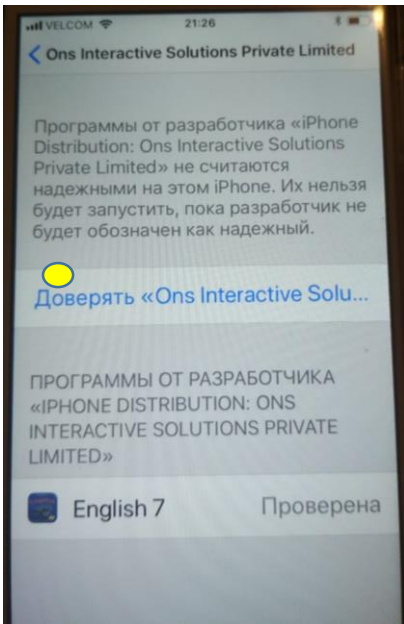 VELCOM 21:26
Ons Interactive Solutions Private Limited
Программы от разработчика «iPhone
Distribution: Ons Interactive Solutions
Private Limited» не считаются
надежными на этом iPhone. Их нельзя
будет запустить, пока разработчик не
будет обозначен как надежный.
Доверять «Ons Interactive Solu...
ПРОГРАММЫ ОТ РАЗРАБОТЧИКА
«IPHONE DISTRIBUTION: ONS
INTERACTIVE SOLUTIONS PRIVATE
LIMITED»
English 7 Проверена